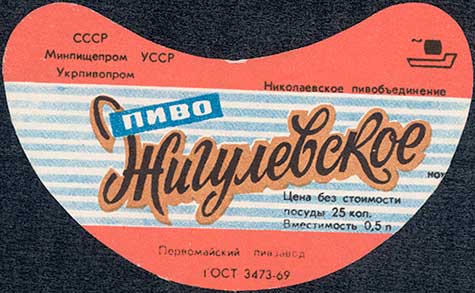 СССР
Минпищепром УССР
Укрпивопром
Николаевское пивобъединение
ПИВО
Жигулевское
Цена без стоимости
посуды 25 коп.
Вместимость 0,5 л
Первомайский пивзавод
ГОСТ 3473-69